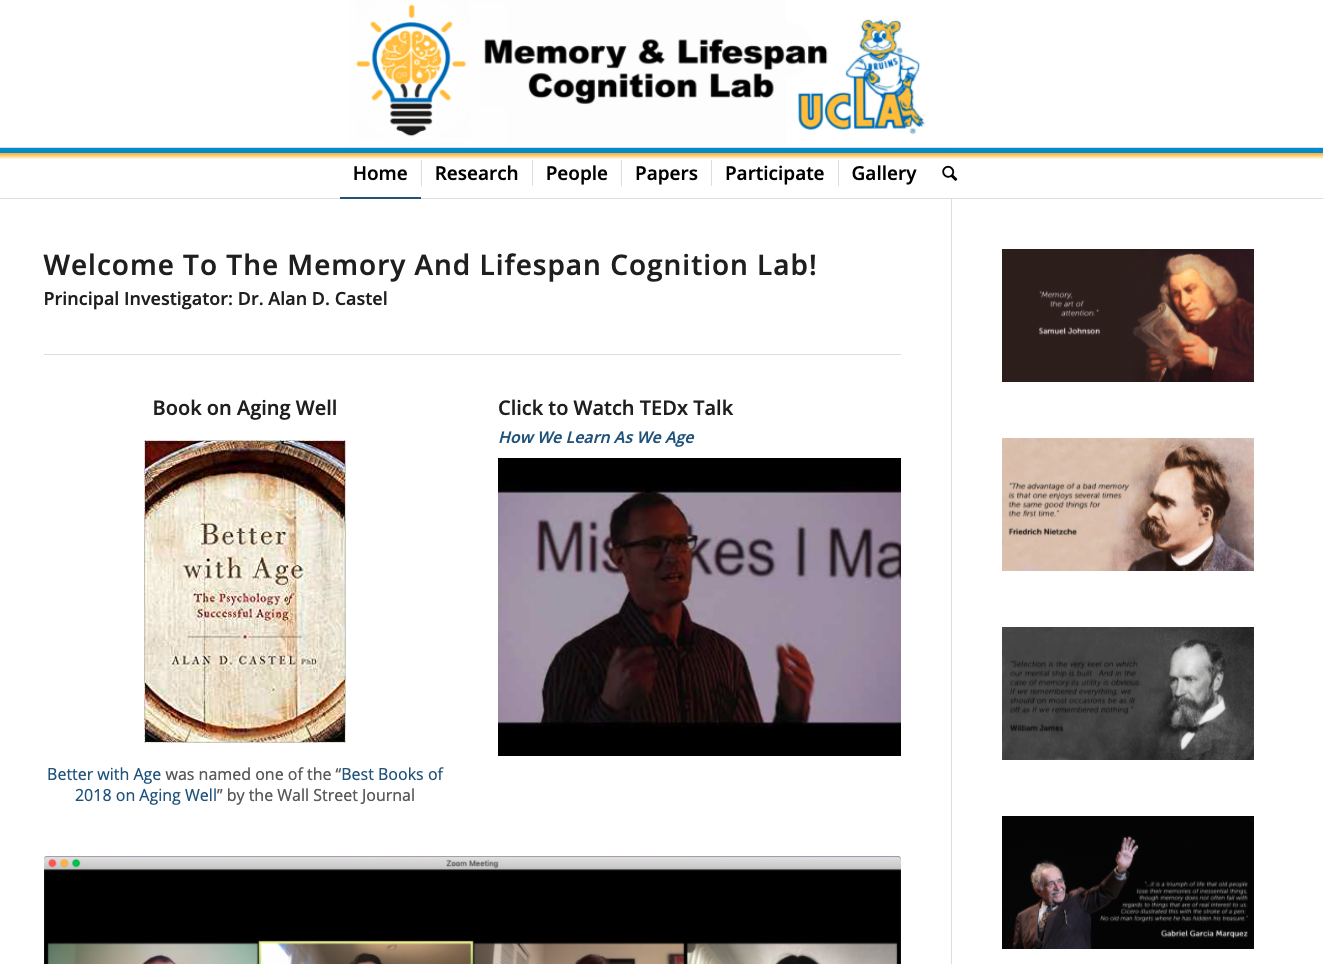 Memory & Lifespan
Cognition Lab
BRUINS
UCLA
Home
Research
People
Papers
Participate
Gallery
Welcome To The Memory And Lifespan Cognition Lab!
Principal Investigator: Dr. Alan D. Castel
Book on Aging Well
Better
with Age
The Psychology of
Successful Aging
ALAN D. CASTEL PhD
Better with Age was named one of the “Best Books of
2018 on Aging Well” by the Wall Street Journal
Click to Watch TEDx Talk
How We Learn As We Age
Mis kes I Ma
Zoom Meeting
"Memory,
the art of
attention."
Samuel Johnson
"The advantage of a bad memory
is that one enjoys several times
the same good things for
the first time."
Friedrich Nietzche
"Selection is the very keel on which
our mental ship is built. And in the
case of memory its utility is obvious.
If we remembered everything, we
should on most occasions be as ill
off as if we remembered nothing."
William James
"...it is a triumph of life that old people
lose their memories of inessential things,
though memory does not often fail with
regards to things that are of real interest to us.
Cicero illustrated this with the stroke of a pen.
No old man forgets where he has hidden his treasure."
Gabriel Garcia Marquez